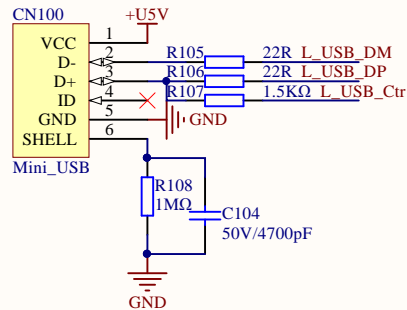 CN100
+U5V
VCC 1
D- 2 R105 22R L_USB_DM
D+ 3 R106 22R L_USB_DP
ID 4 R107 1.5KΩ L_USB_Ctr
GND 5 GND
SHELL 6
Mini_USB
R108
1MΩ
C104
50V/4700pF
GND